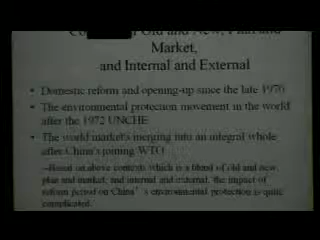 Old and New, Plan and
Market,
and Internal and External
• Domestic reform and opening-up since the late 1970
• The environmental protection movement in the world
after the 1972 UNCHE
• The world market's merging into an integral whole
after China's joining WTO
--Based on above contexts which is a blend of old and new,
plan and market, and internal and external, the impact of
reform period on China's environmental protection is quite
complicated.